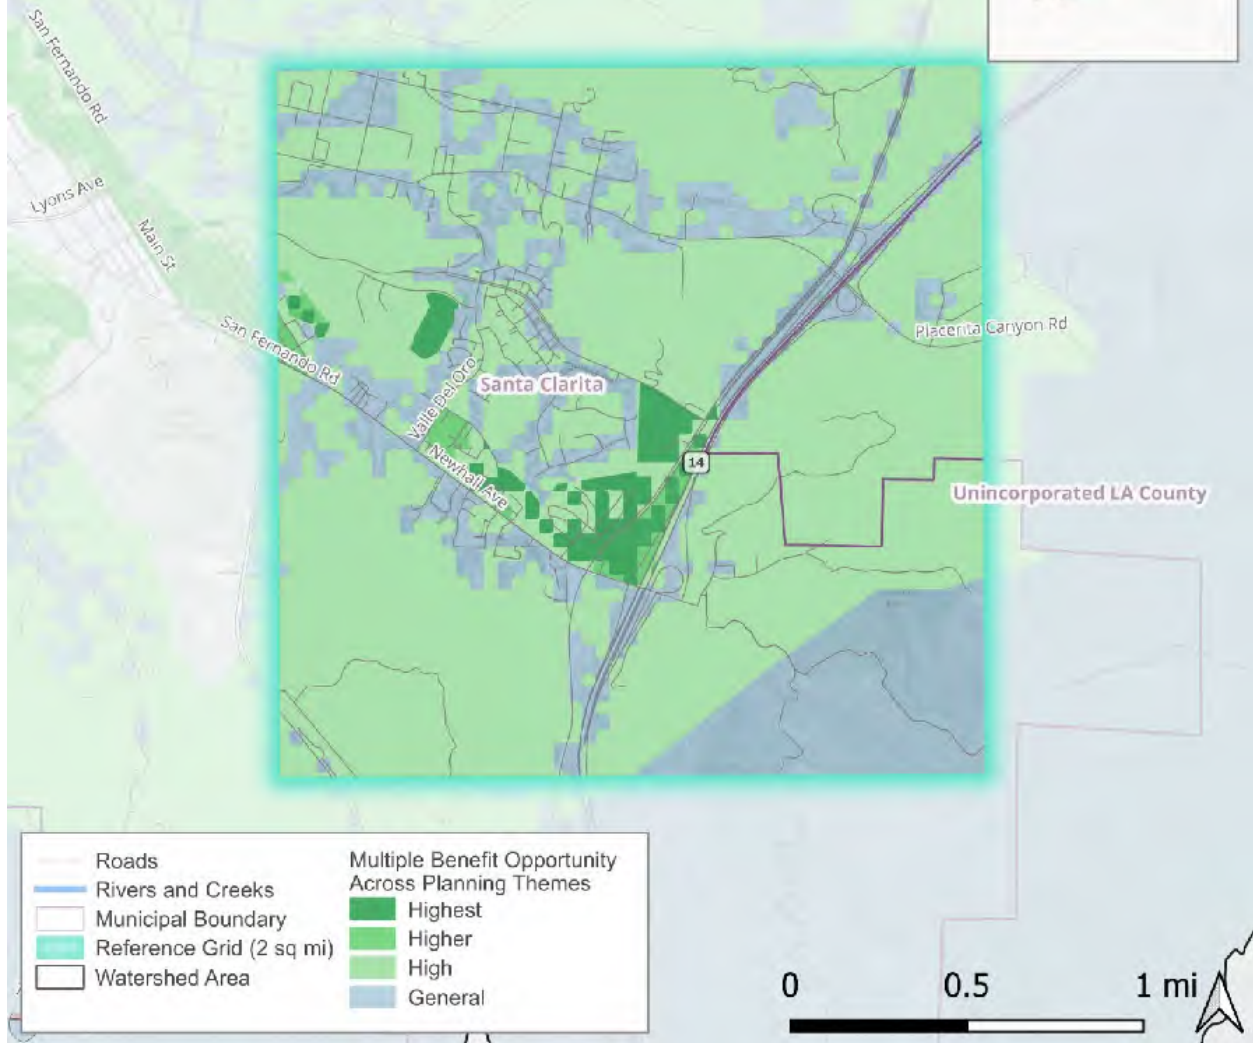 San Fernando Rd
Lyons Ave
Main St
San Fernando Rd
Placenta Canyon Rd
Valle Del Oro
Santa Clarita
Newhall Ave
14
Unincorporated LA County
Roads
Rivers and Creeks
Municipal Boundary
Reference Grid (2 sq mi)
Watershed Area
Multiple Benefit Opportunity
Across Planning Themes
Highest
Higher
High
General
0 0.5 1 mi